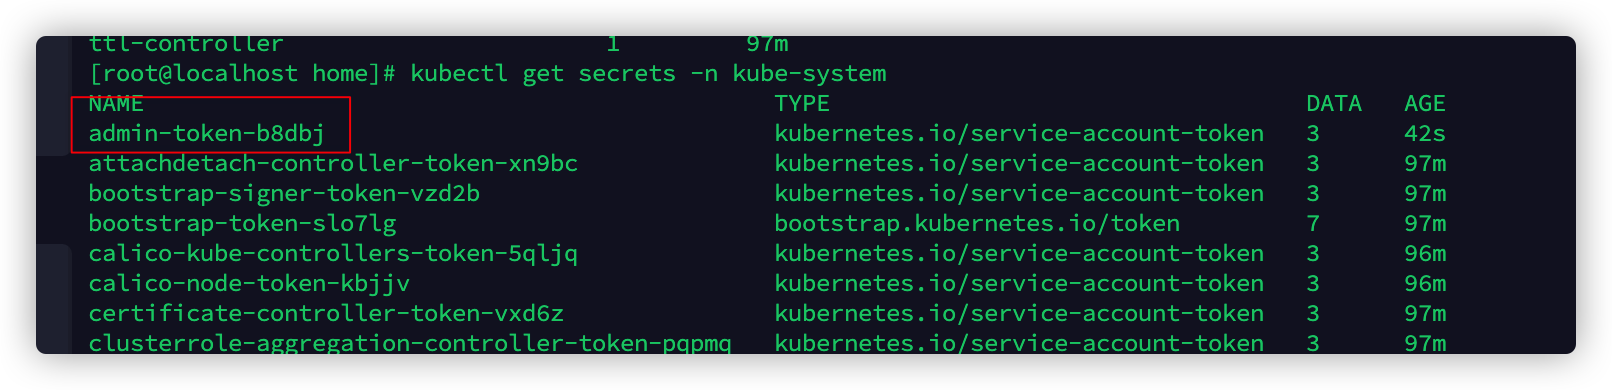 ttl-controller 1 97m
[root@localhost home]# kubectl get secrets -n kube-system
NAME TYPE DATA AGE
admin-token-b8dbj kubernetes.io/service-account-token 3 42s
attachdetach-controller-token-xn9bc kubernetes.io/service-account-token 3 97m
bootstrap-signer-token-vzd2b kubernetes.io/service-account-token 3 97m
bootstrap-token-slo7lg bootstrap.kubernetes.io/token 7 97m
calico-kube-controllers-token-5qljq kubernetes.io/service-account-token 3 96m
calico-node-token-kbjjv kubernetes.io/service-account-token 3 96m
certificate-controller-token-vxd6z kubernetes.io/service-account-token 3 97m
clusterrole-aggregation-controller-token-pqpmq kubernetes.io/service-account-token 3 97m